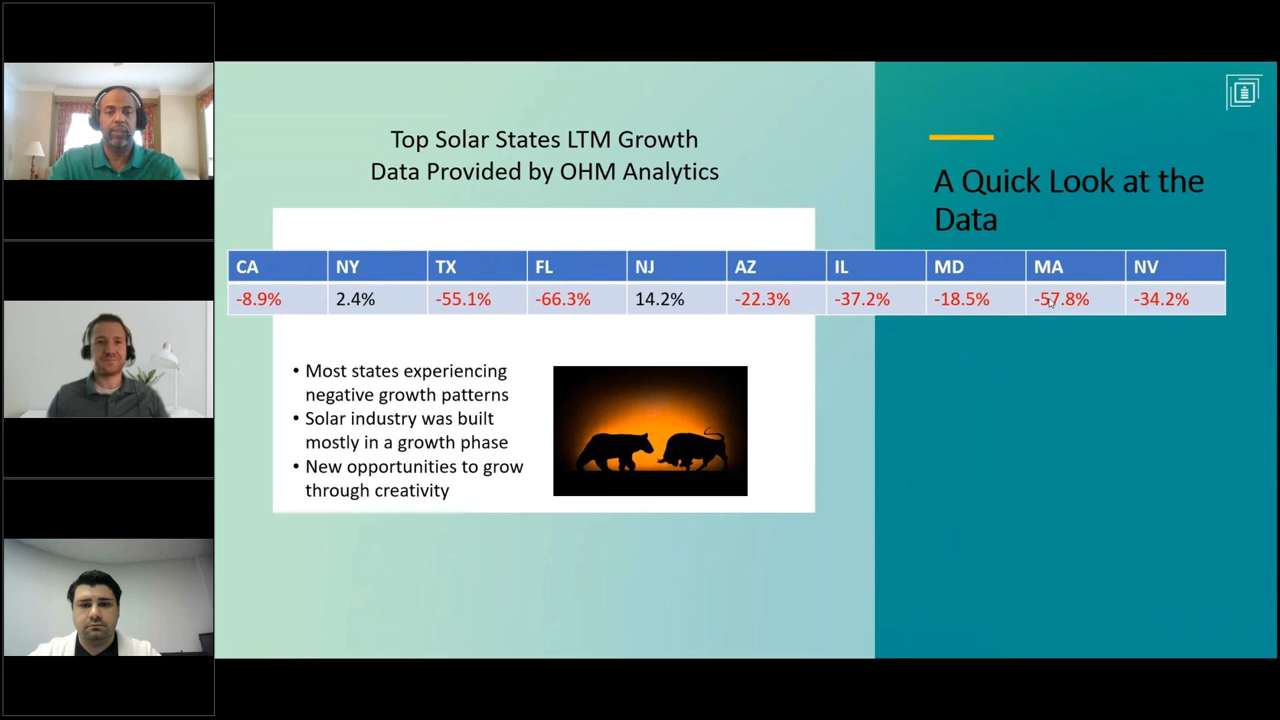 Top Solar States LTM Growth
Data Provided by OHM Analytics
A Quick Look at the
Data
CA NY TX FL NJ AZ IL MD MA NV
-8.9% 2.4% -55.1% -66.3% 14.2% -22.3% -37.2% -18.5% -57.8% -34.2%
• Most states experiencing
negative growth patterns
• Solar industry was built
mostly in a growth phase
• New opportunities to grow
through creativity